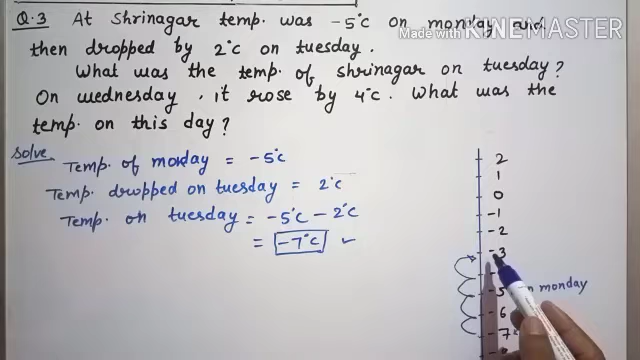 Q.3 At Shrinagar temp. was -5°C on monday and
Made with KINEMASTER
then dropped by 2°C on tuesday.
What was the temp. of shrinagar on tuesday?
On wednesday, it rose by 4°C. What was the
temp. on this day?
Solve
Temp. of monday = -5°C
Temp. dropped on tuesday = 2°C
Temp. on tuesday = -5°C - 2°C
= -7°C ✓
2
1
0
-1
-2
-3
-5 monday
-6
-7